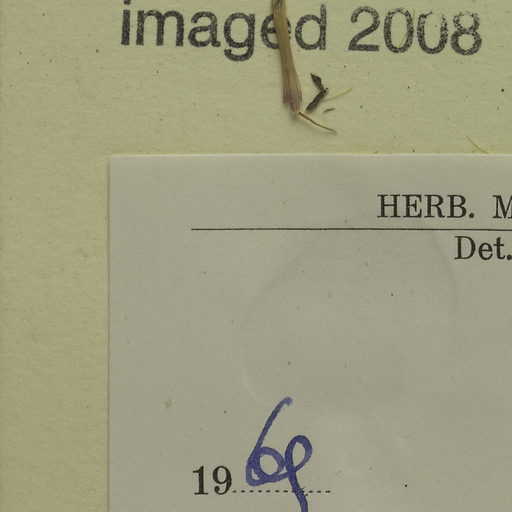 imaged 2008
HERB. M
Det.
1969